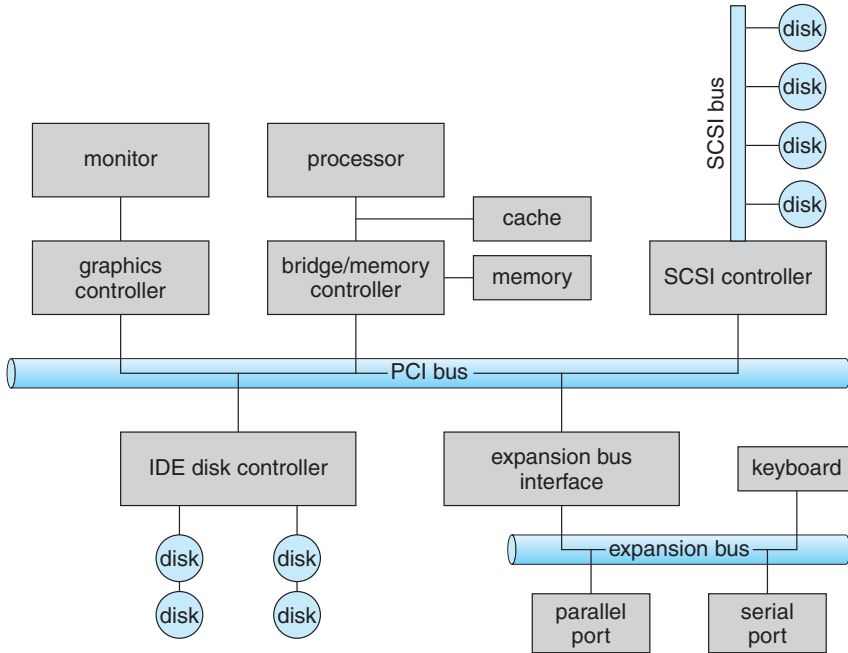 disk
disk
disk
disk
SCSI bus
monitor
processor
cache
graphics
controller
bridge/memory
controller
memory
SCSI controller
PCI bus
IDE disk controller
expansion bus
interface
keyboard
disk
disk
disk
disk
expansion bus
parallel
port
serial
port